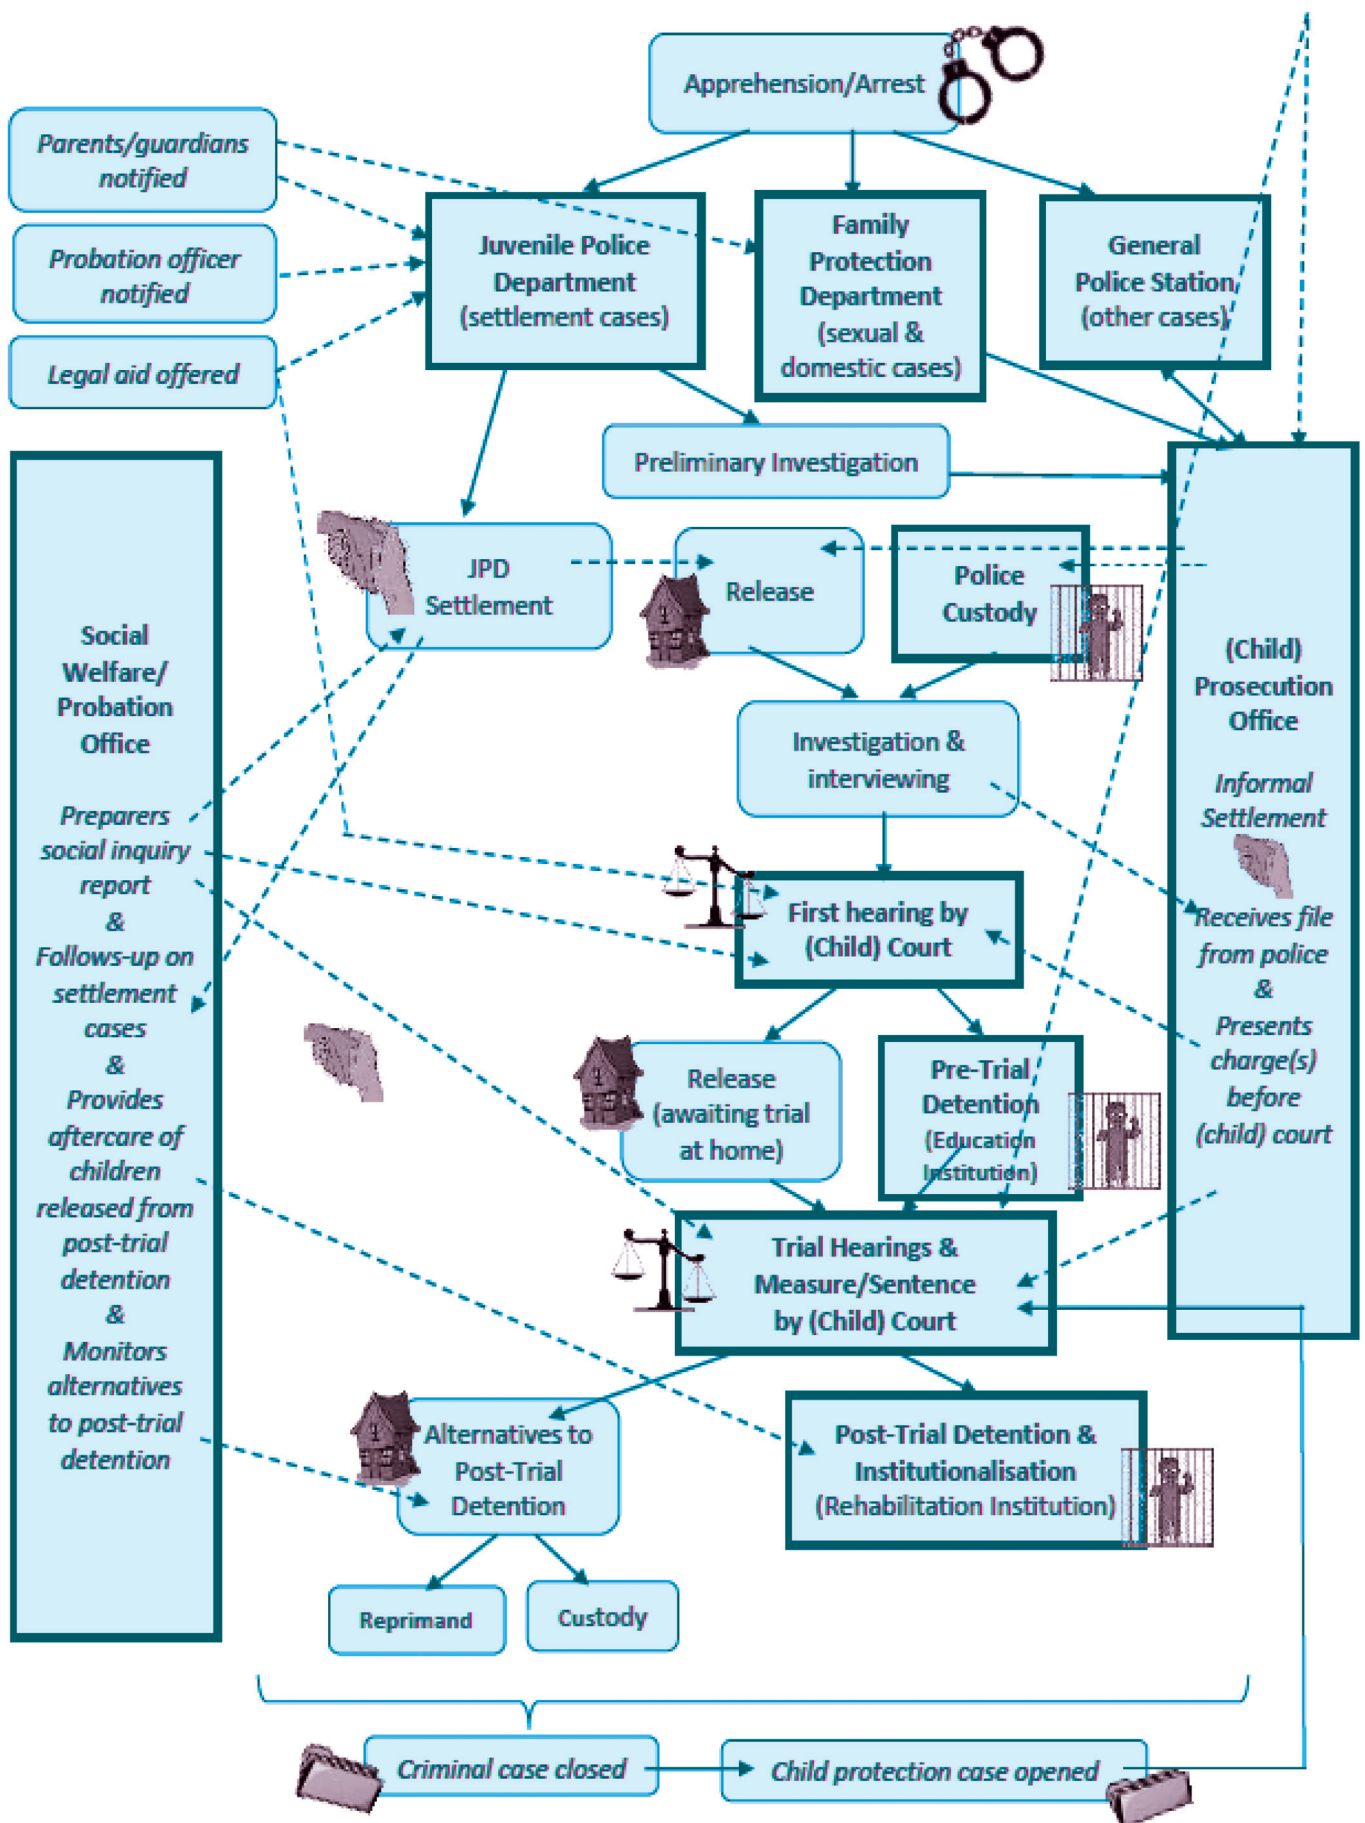 Apprehension/Arrest
Parents/guardians
notified
Probation officer
notified
Legal aid offered
Juvenile Police
Department
(settlement cases)
Family
Protection
Department
(sexual &
domestic cases)
General
Police Station
(other cases)
Preliminary Investigation
JPD
Settlement
Release
Police
Custody
Social
Welfare/
Probation
Office
Preparers
social inquiry
report
&
Follows-up on
settlement
cases
&
Provides
aftercare of
children
released from
post-trial
detention
&
Monitors
alternatives
to post-trial
detention
(Child)
Prosecution
Office
Informal
Settlement
Receives file
from police
&
Presents
charge(s)
before
(child) court
Investigation &
interviewing
First hearing by
(Child) Court
Release
(awaiting trial
at home)
Pre-Trial
Detention
(Education
Institution)
Trial Hearings &
Measure/Sentence
by (Child) Court
Alternatives to
Post-Trial
Detention
Post-Trial Detention &
Institutionalisation
(Rehabilitation Institution)
Reprimand
Custody
Criminal case closed
Child protection case opened